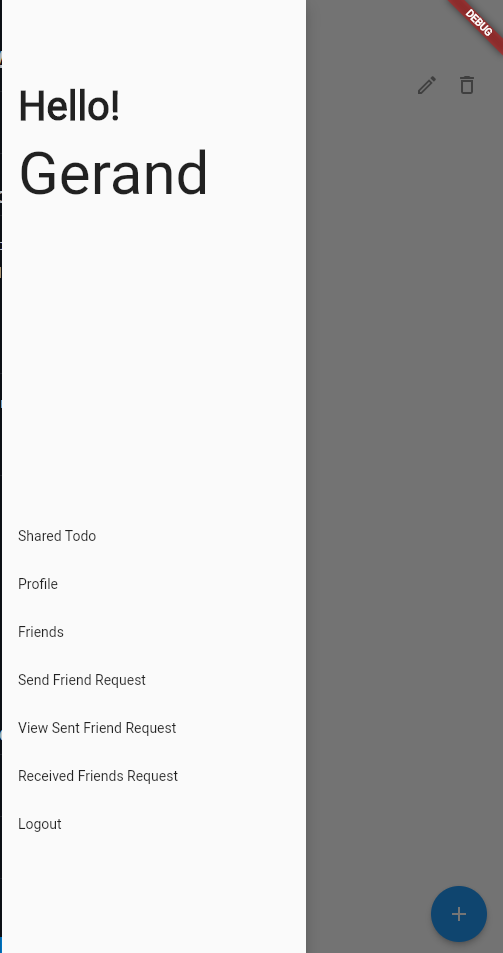 DEBUG
Hello!
Gerand
Shared Todo
Profile
Friends
Send Friend Request
View Sent Friend Request
Received Friends Request
Logout